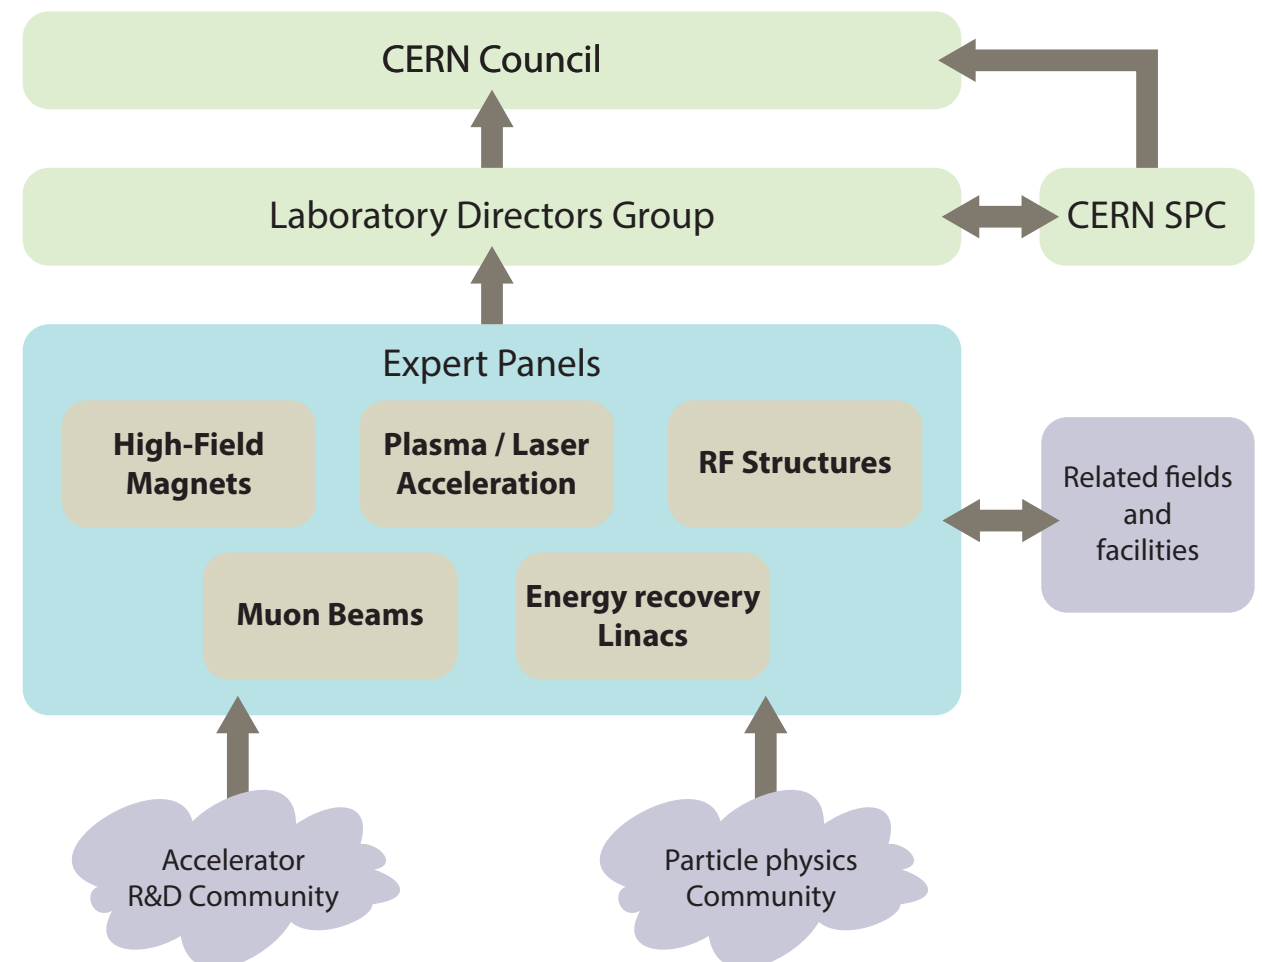 CERN Council
Laboratory Directors Group
CERN SPC
Expert Panels
High-Field
Magnets
Plasma / Laser
Acceleration
RF Structures
Related fields
and
facilities
Muon Beams
Energy recovery
Linacs
Accelerator
R&D Community
Particle physics
Community